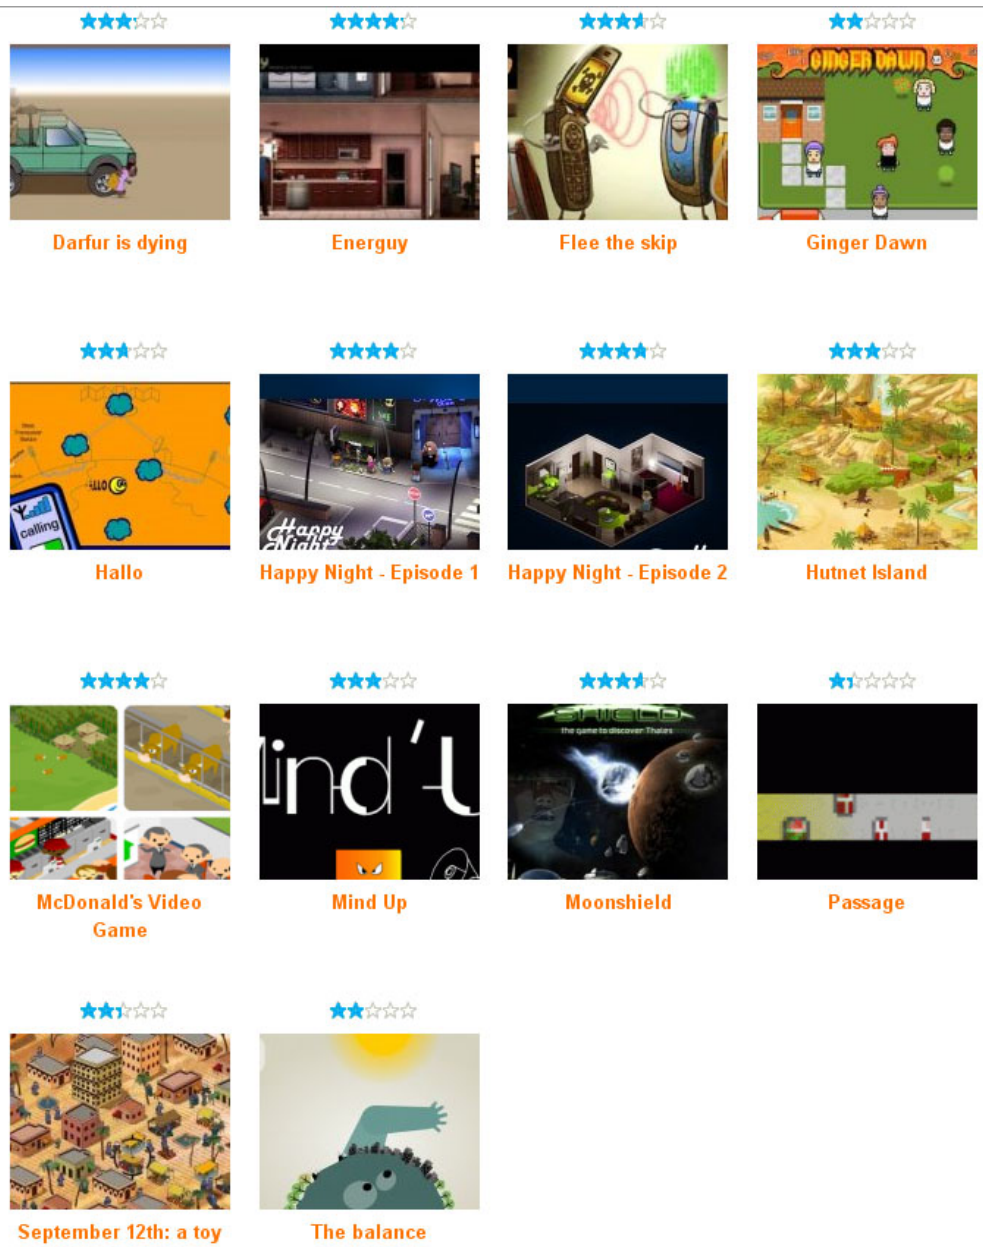 GINGER DAWN
Darfur is dying
Energuy
Flee the skip
Ginger Dawn
calling
Happy
Night
Hallo
Happy Night - Episode 1
Happy Night - Episode 2
Hutnet Island
Mind'U
SHIELD
the game to discover Thales
McDonald's Video
Game
Mind Up
Moonshield
Passage
September 12th: a toy
The balance